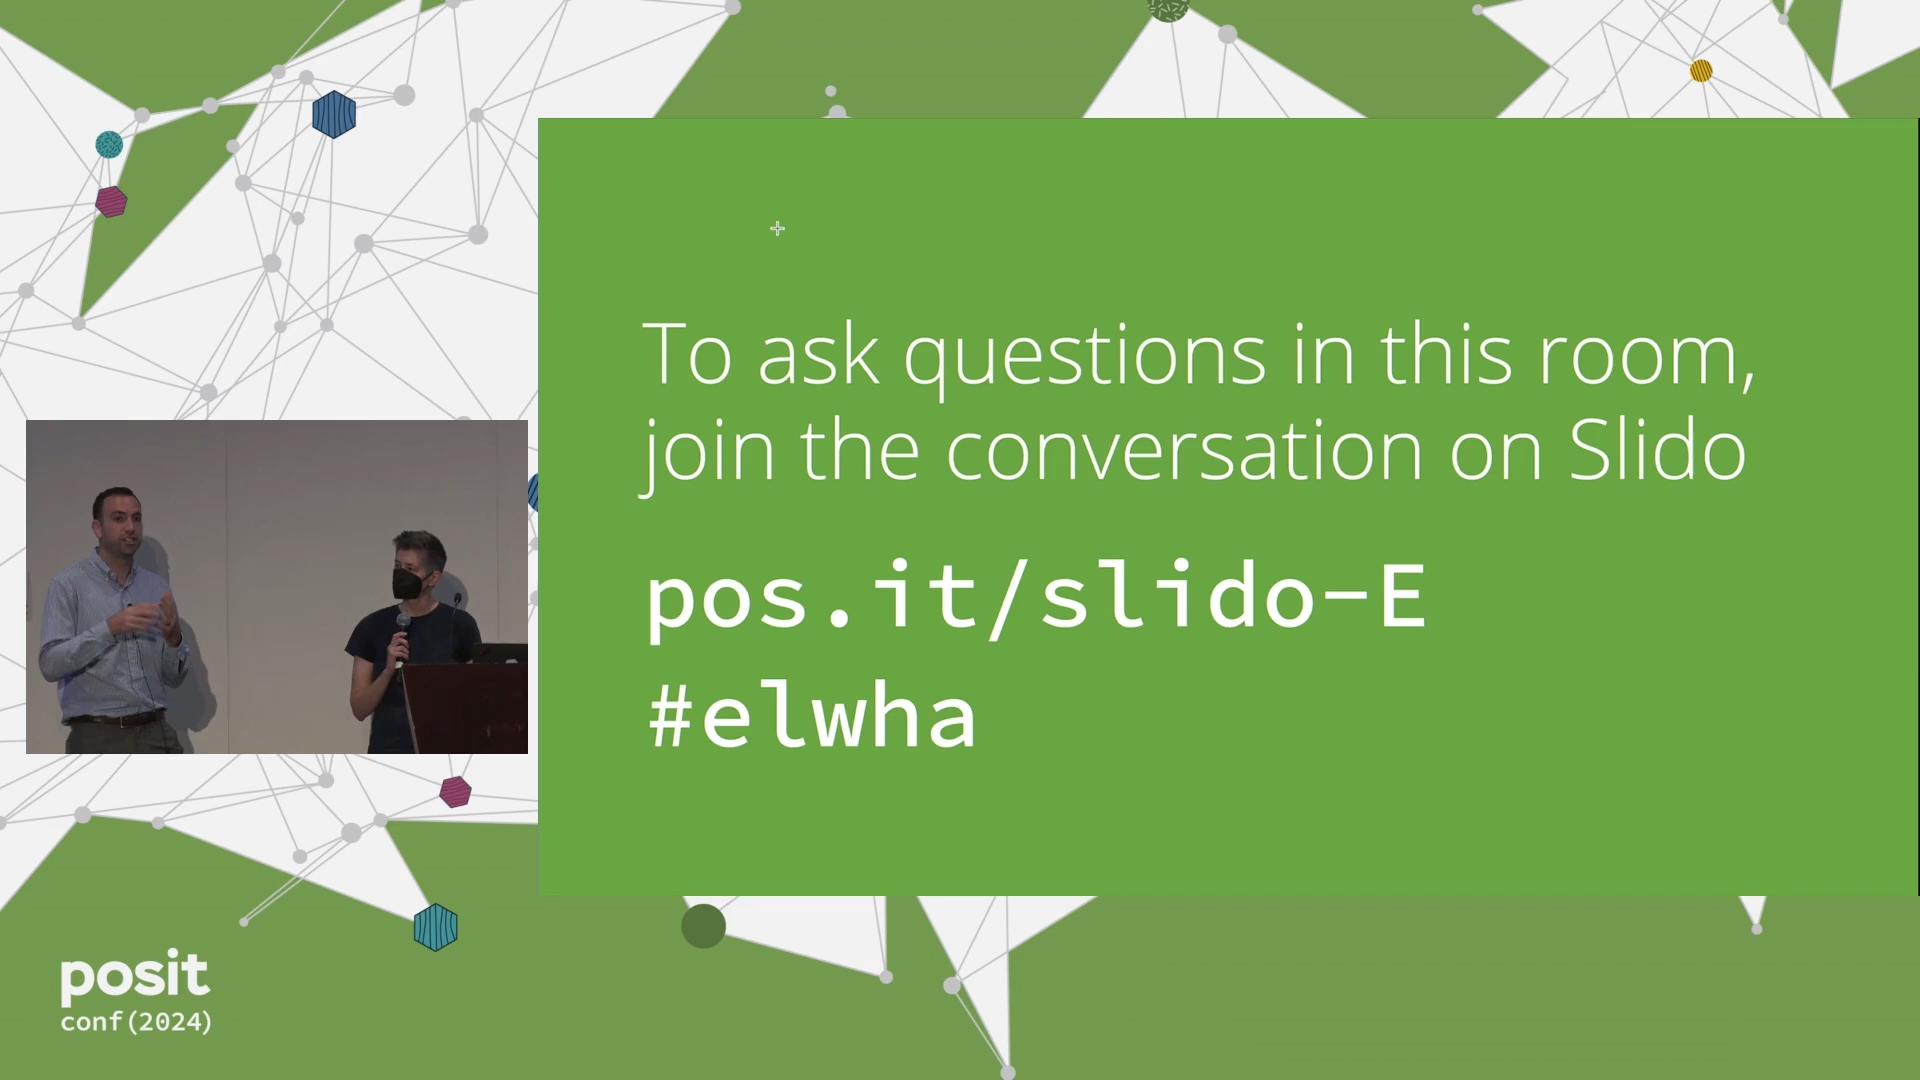 To ask questions in this room,
join the conversation on Slido
pos.it/slido-E
#elwha
posit
conf(2024)